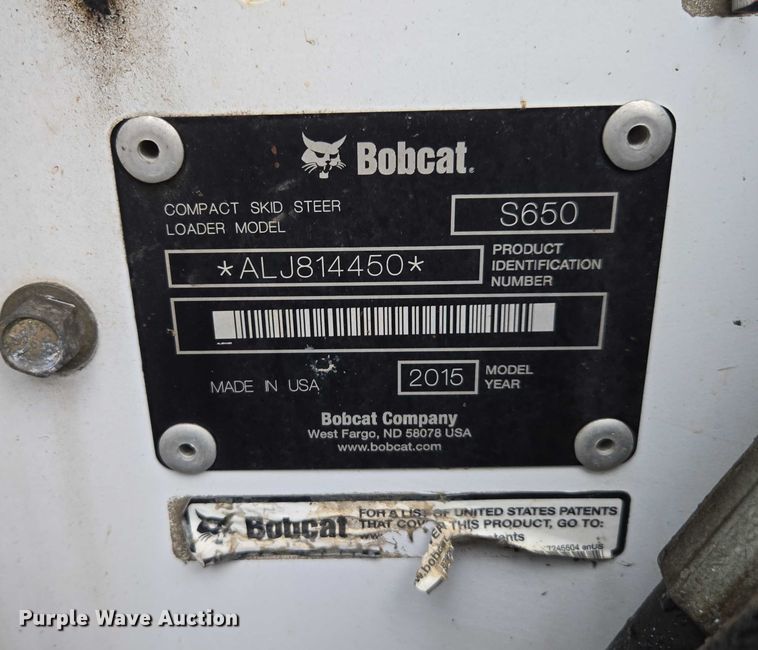 Bobcat.
COMPACT SKID STEER
LOADER MODEL
S650
*ALJ814450*
PRODUCT
IDENTIFICATION
NUMBER
MADE IN USA
2015
MODEL
YEAR
Bobcat Company
West Fargo, ND 58078 USA
www.bobcat.com
Bobcat
FOR A LIST OF UNITED STATES PATENTS
THAT THIS PRODUCT, GO TO:
7245504 enUS
Purple Wave Auction